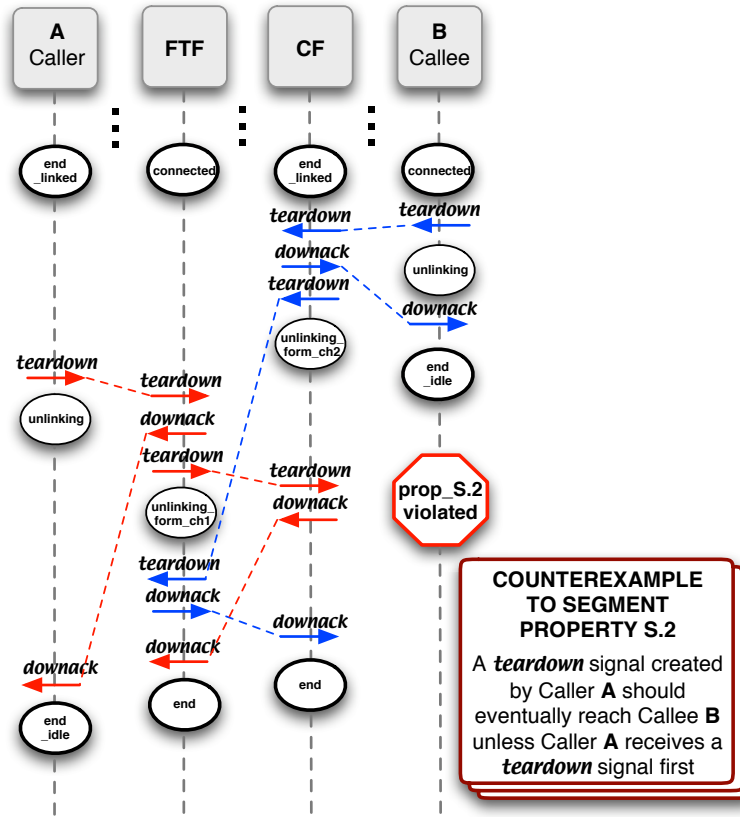 A
Caller
FTF
CF
B
Callee
end
_linked
connected
end
_linked
connected
teardown
teardown
downack
unlinking
teardown
downack
unlinking_
form_ch2
teardown
teardown
end
_idle
unlinking
downack
teardown
teardown
prop_S.2
violated
downack
unlinking_
form_ch1
teardown
downack
downack
downack
downack
end
end
end
_idle
COUNTEREXAMPLE
TO SEGMENT
PROPERTY S.2
A teardown signal created
by Caller A should
eventually reach Callee B
unless Caller A receives a
teardown signal first